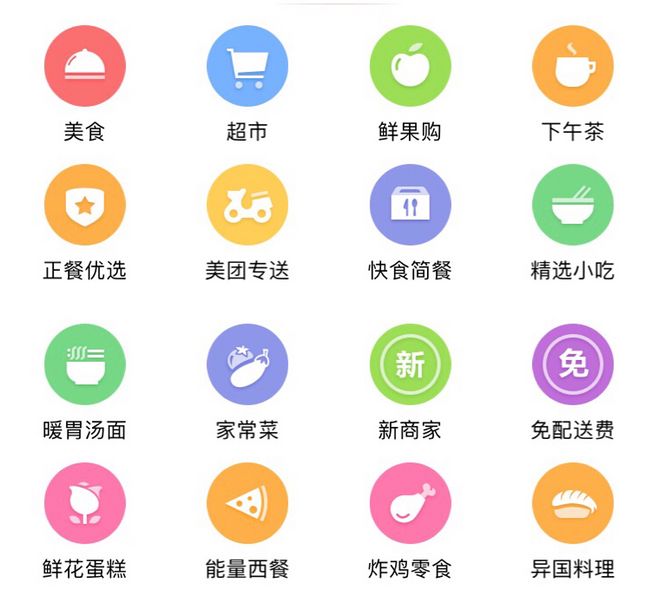 美食
超市
鲜果购
下午茶
正餐优选
美团专送
快食简餐
精选小吃
新
免
暖胃汤面
家常菜
新商家
免配送费
鲜花蛋糕
能量西餐
炸鸡零食
异国料理